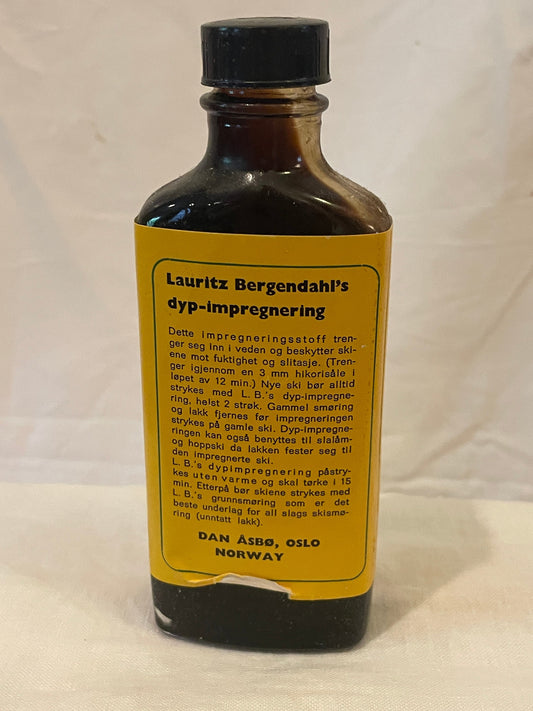 Lauritz Bergendahl's
dyp-impregnering
Dette impregneringsstoff tren-
ger seg inn i veden og beskytter ski-
ene mot fuktighet og slitasje. (Tren-
ger igjennom en 3 mm hikorisåle i
løpet av 12 min.) Nye ski bør alltid
strykes med L. B.'s dyp-impregne-
ring, helst 2 strøk. Gammel smøring
og lakk fjernes før impregneringen
strykes på gamle ski. Dyp-impregne-
ringen kan også benyttes til slalåm-
og hoppski da lakken fester seg til
den impregnerte ski.
L. B.'s dypimpregnering påstry-
kes uten varme og skal tørke i 15
min. Etterpå bør skiene strykes med
L. B.'s grunnsmøring som er det
beste underlag for all slags skismø-
ring (unntatt lakk).
DAN ÅSBØ, OSLO
NORWAY